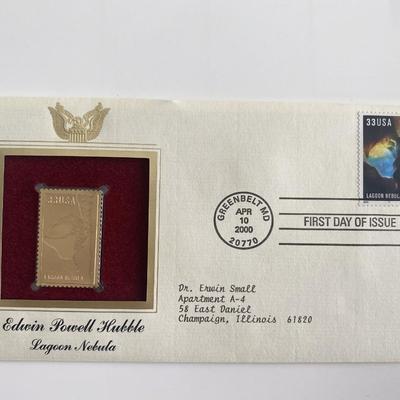 33USA
LAGOON NEBULA
Edwin Powell Hubble
Lagoon Nebula
GREENBELT MD
APR
10
2000
20770
FIRST DAY OF ISSUE
33USA
LAGOON NEBULA
Dr. Erwin Small
Apartment A-4
58 East Daniel
Champaign, Illinois 61820